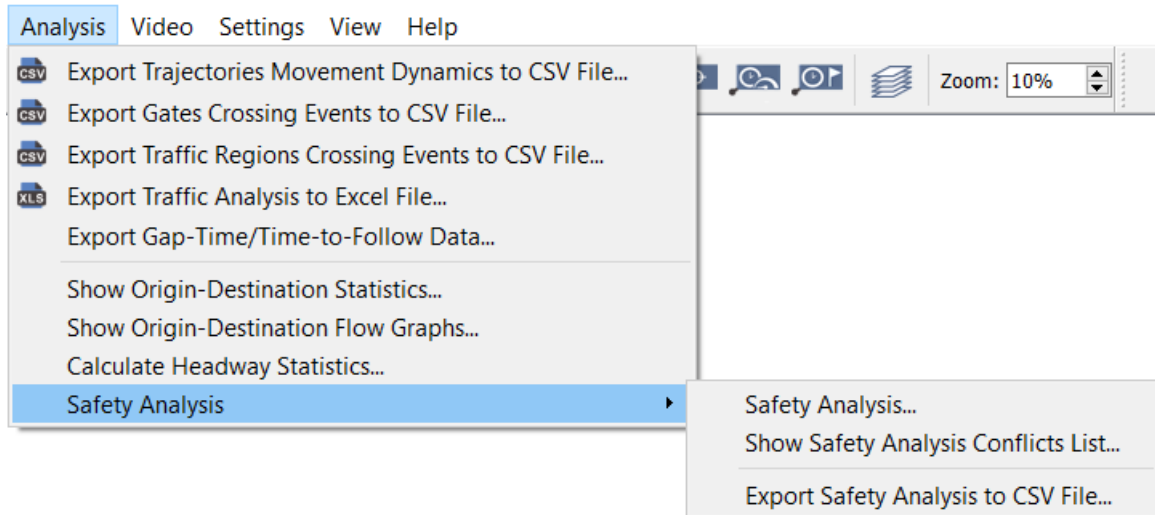 Analysis Video Settings View Help
CSV Export Trajectories Movement Dynamics to CSV File...
Zoom: 10%
CSV Export Gates Crossing Events to CSV File...
CSV Export Traffic Regions Crossing Events to CSV File...
XLS Export Traffic Analysis to Excel File...
Export Gap-Time/Time-to-Follow Data...
Show Origin-Destination Statistics...
Show Origin-Destination Flow Graphs...
Calculate Headway Statistics...
Safety Analysis
Safety Analysis...
Show Safety Analysis Conflicts List...
Export Safety Analysis to CSV File...